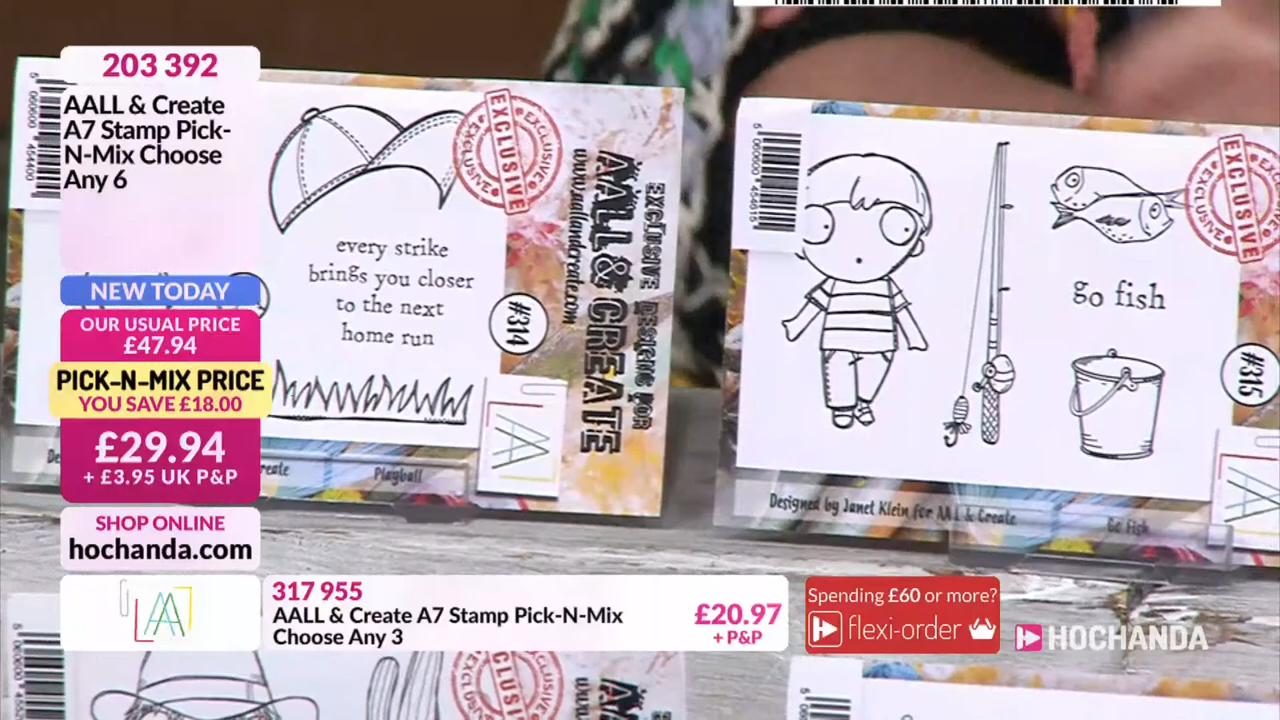 203 392
AALL & Create
A7 Stamp Pick-
N-Mix Choose
Any 6
NEW TODAY
OUR USUAL PRICE
£47.94
PICK-N-MIX PRICE
YOU SAVE £18.00
£29.94
+ £3.95 UK P&P
SHOP ONLINE
hochanda.com
317 955
AALL & Create A7 Stamp Pick-N-Mix
Choose Any 3
£20.97
+ P&P
Spending £60 or more?
flexi-order
HOCHANDA
every strike
brings you closer
to the next
home run
#314
EXCLUSIVE
EXCLUSIVE
EXCLUSIVE
EXCLUSIVE DESIGNS FOR
AALL & CREATE
www.aallandcreate.com
Playball
go fish
#315
EXCLUSIVE
EXCLUSIVE
Designed by Janet Klein for AALL & Create
Go Fish
EXCLUSIVE